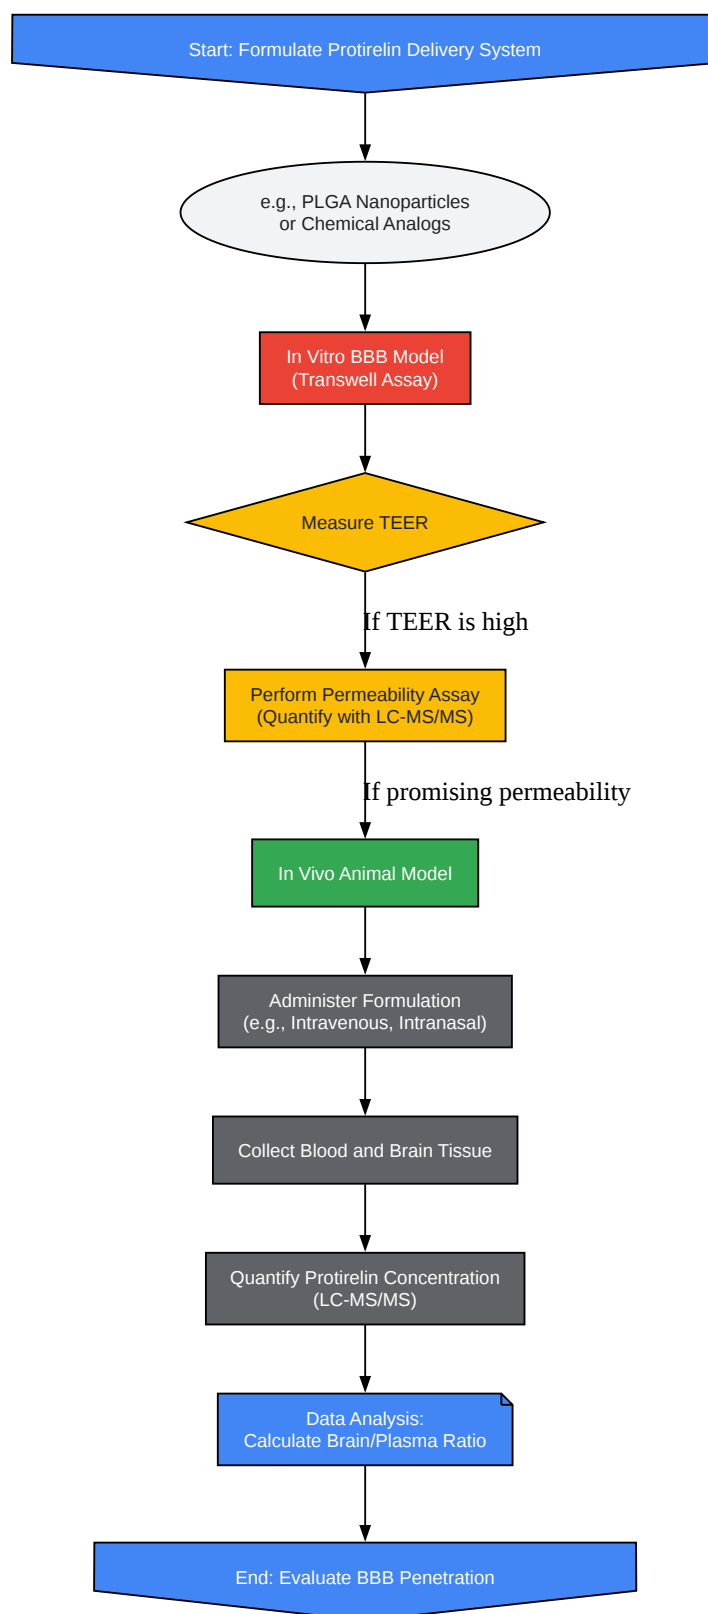 Start: Formulate Protirelin Delivery System
e.g., PLGA Nanoparticles
or Chemical Analogs
In Vitro BBB Model
(Transwell Assay)
Measure TEER
If TEER is high
Perform Permeability Assay
(Quantify with LC-MS/MS)
If promising permeability
In Vivo Animal Model
Administer Formulation
(e.g., Intravenous, Intranasal)
Collect Blood and Brain Tissue
Quantify Protirelin Concentration
(LC-MS/MS)
Data Analysis:
Calculate Brain/Plasma Ratio
End: Evaluate BBB Penetration